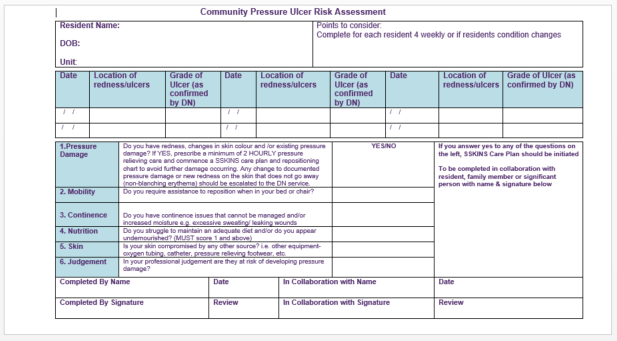 Community Pressure Ulcer Risk Assessment
Resident Name:
DOB:
Unit:
Points to consider:
Complete for each resident 4 weekly or if residents condition changes
Date Location of redness/ulcers Grade of Ulcer (as confirmed by DN) Date Location of redness/ulcers Grade of Ulcer (as confirmed by DN) Date Location of redness/ulcers Grade of Ulcer (as confirmed by DN)
/ / / / / /
/ / / / / /
1.Pressure Damage
Do you have redness, changes in skin colour and /or existing pressure
damage? If YES, prescribe a minimum of 2 HOURLY pressure
relieving care and commence a SSKINS care plan and repositioning
chart to avoid further damage occurring. Any change to documented
pressure damage or new redness on the skin that does not go away
(non-blanching erythema) should be escalated to the DN service.
YES/NO
If you answer yes to any of the questions on
the left, SSKINS Care Plan should be initiated
To be completed in collaboration with
resident, family member or significant
person with name & signature below
2. Mobility
Do you require assistance to reposition when in your bed or chair?
3. Continence
Do you have continence issues that cannot be managed and/or
increased moisture e.g. excessive sweating/ leaking wounds
4. Nutrition
Do you struggle to maintain an adequate diet and/or do you appear
undernourished? (MUST score 1 and above)
5. Skin
Is your skin compromised by any other source? i.e. other equipment-
oxygen tubing, catheter, pressure relieving footwear, etc.
6. Judgement
In your professional judgement are they at risk of developing pressure
damage?
Completed By Name Date In Collaboration with Name Date
Completed By Signature Review In Collaboration with Signature Review